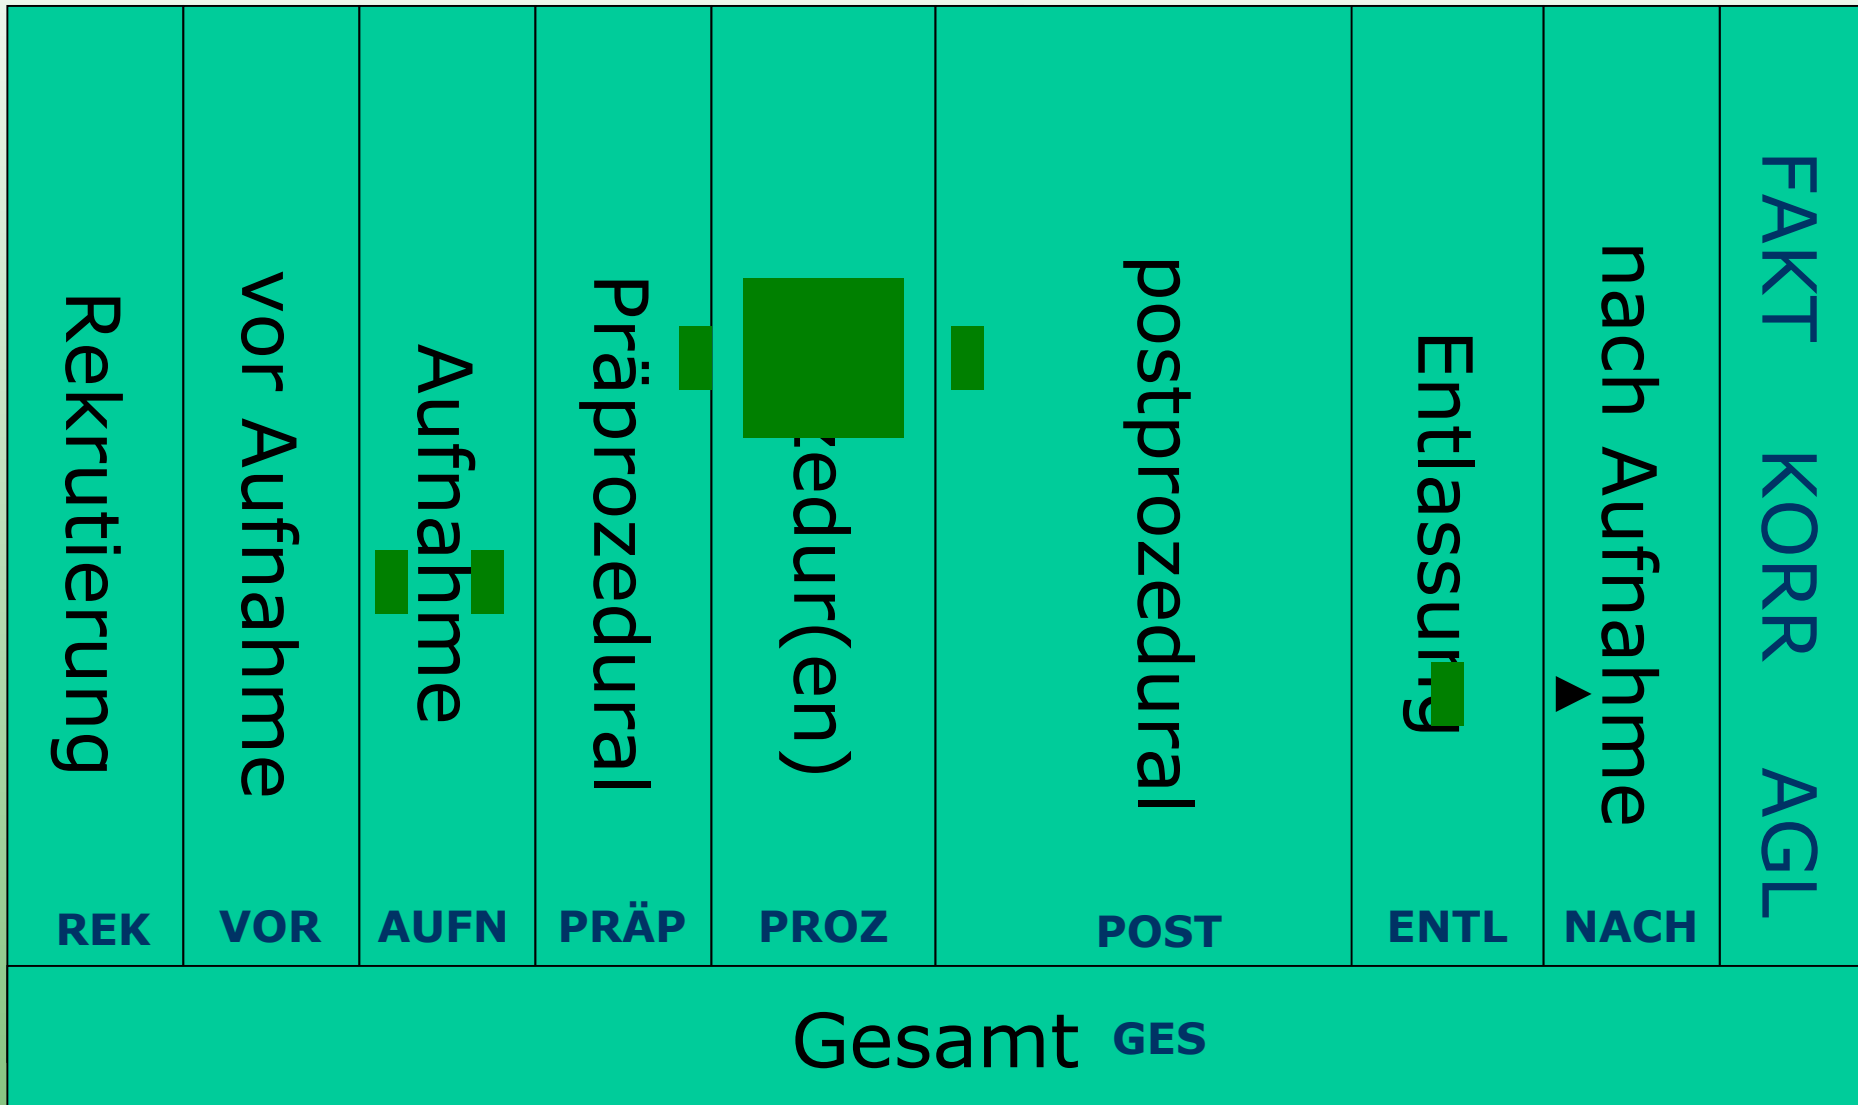 Rekrutierung
vor Aufnahme
Aufnahme
Präprozedural
zedur(en)
postprozedural
Entlassung
nach Aufnahme
FAKT KORR AGL
REK VOR AUFN PRÄP PROZ POST ENTL NACH
Gesamt GES